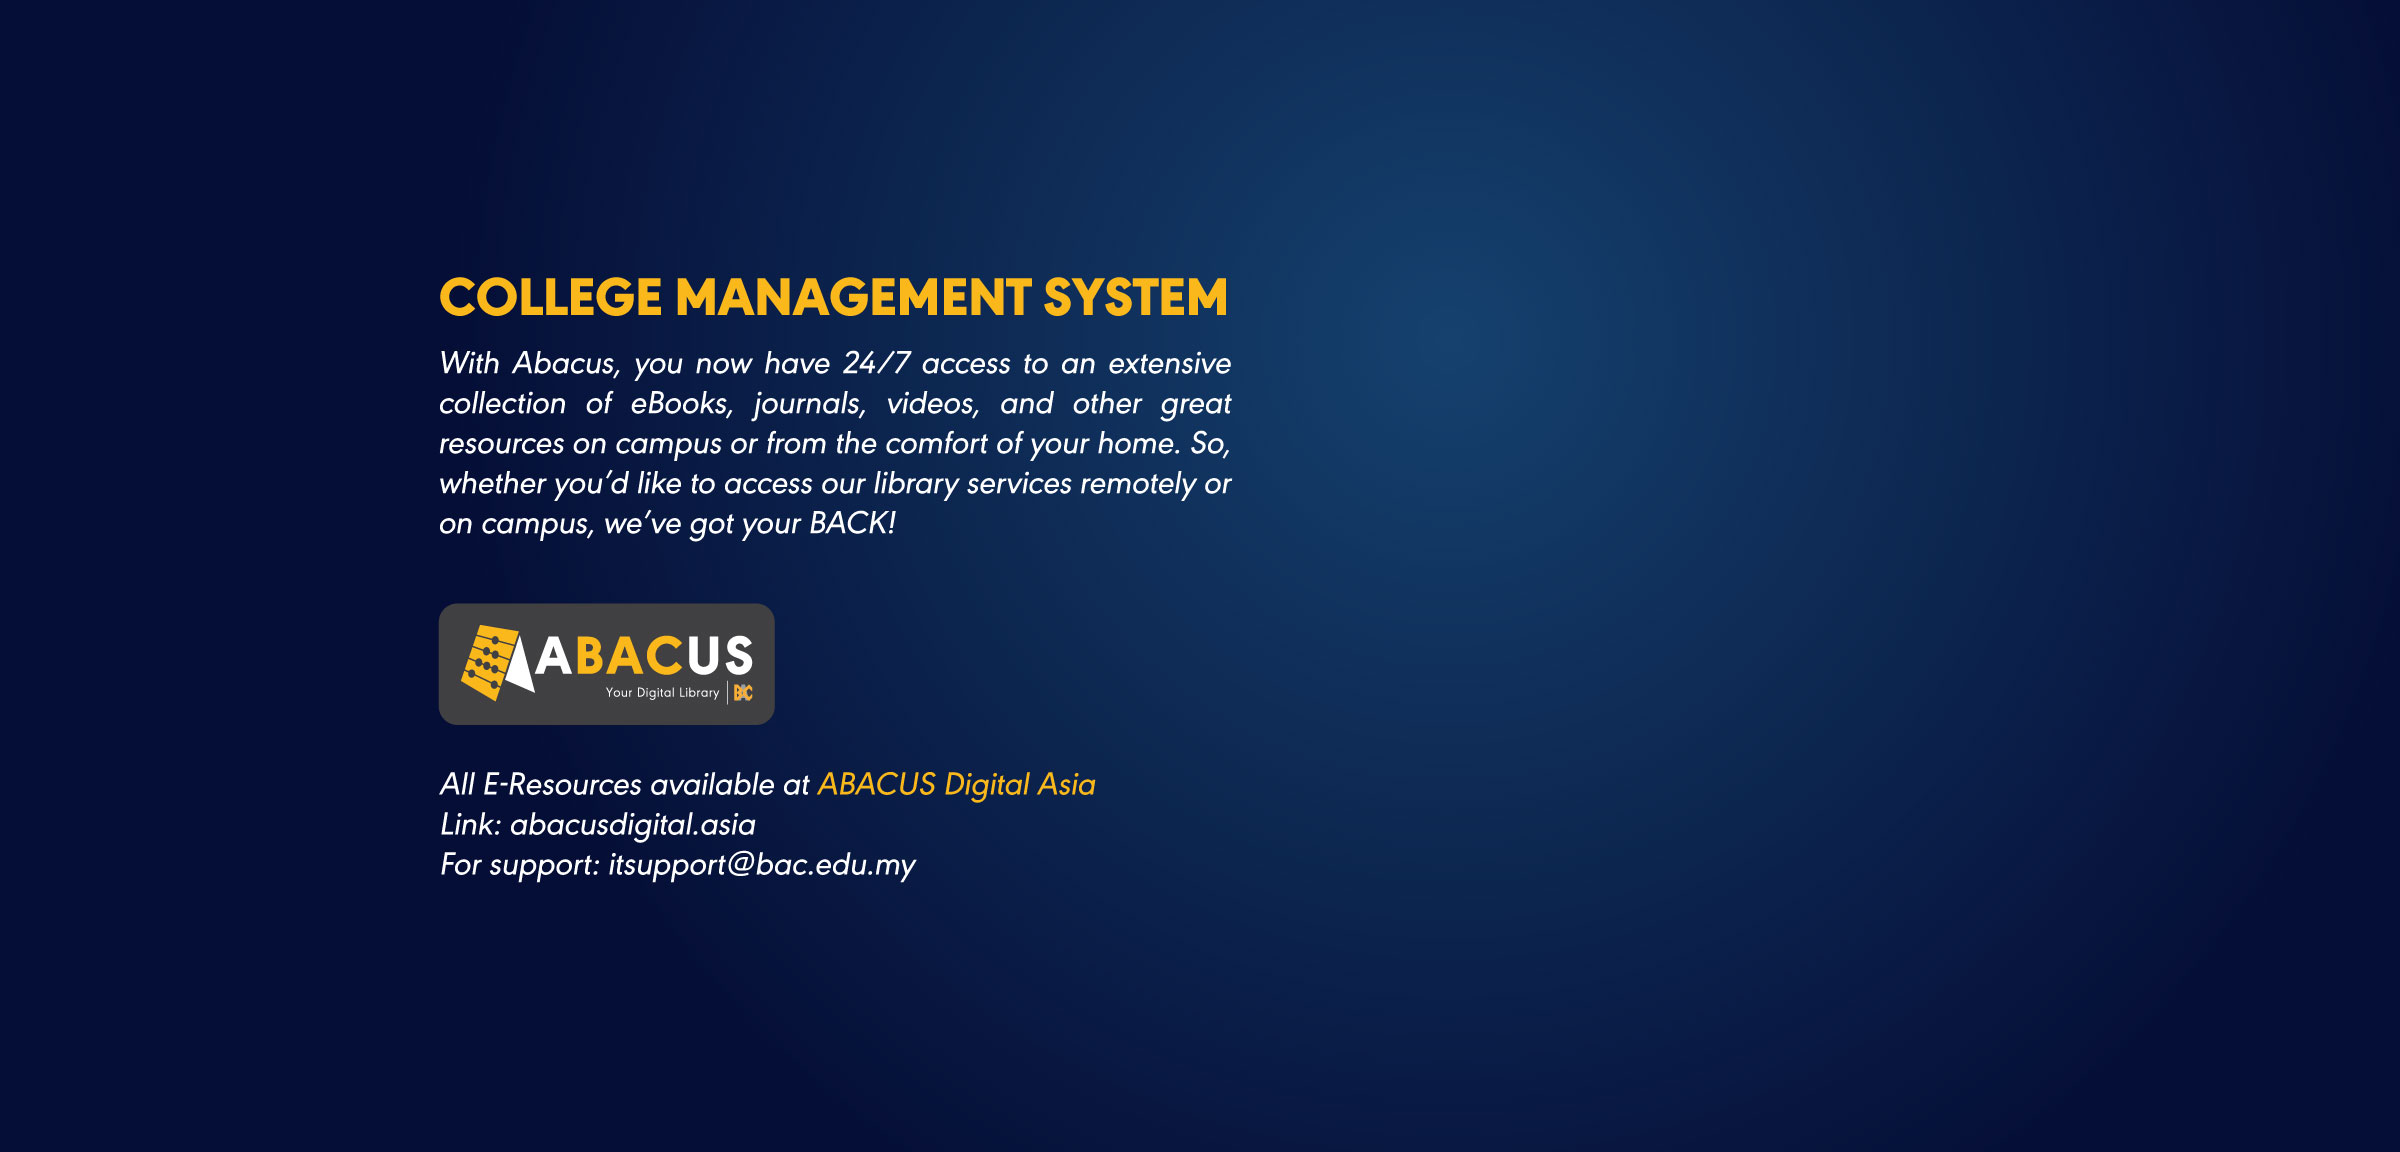 COLLEGE MANAGEMENT SYSTEM
With Abacus, you now have 24/7 access to an extensive
collection of eBooks, journals, videos, and other great
resources on campus or from the comfort of your home. So,
whether you’d like to access our library services remotely or
on campus, we’ve got your BACK!
ABACUS
Your Digital Library | BAC
All E-Resources available at ABACUS Digital Asia
Link: abacusdigital.asia
For support: itsupport@bac.edu.my